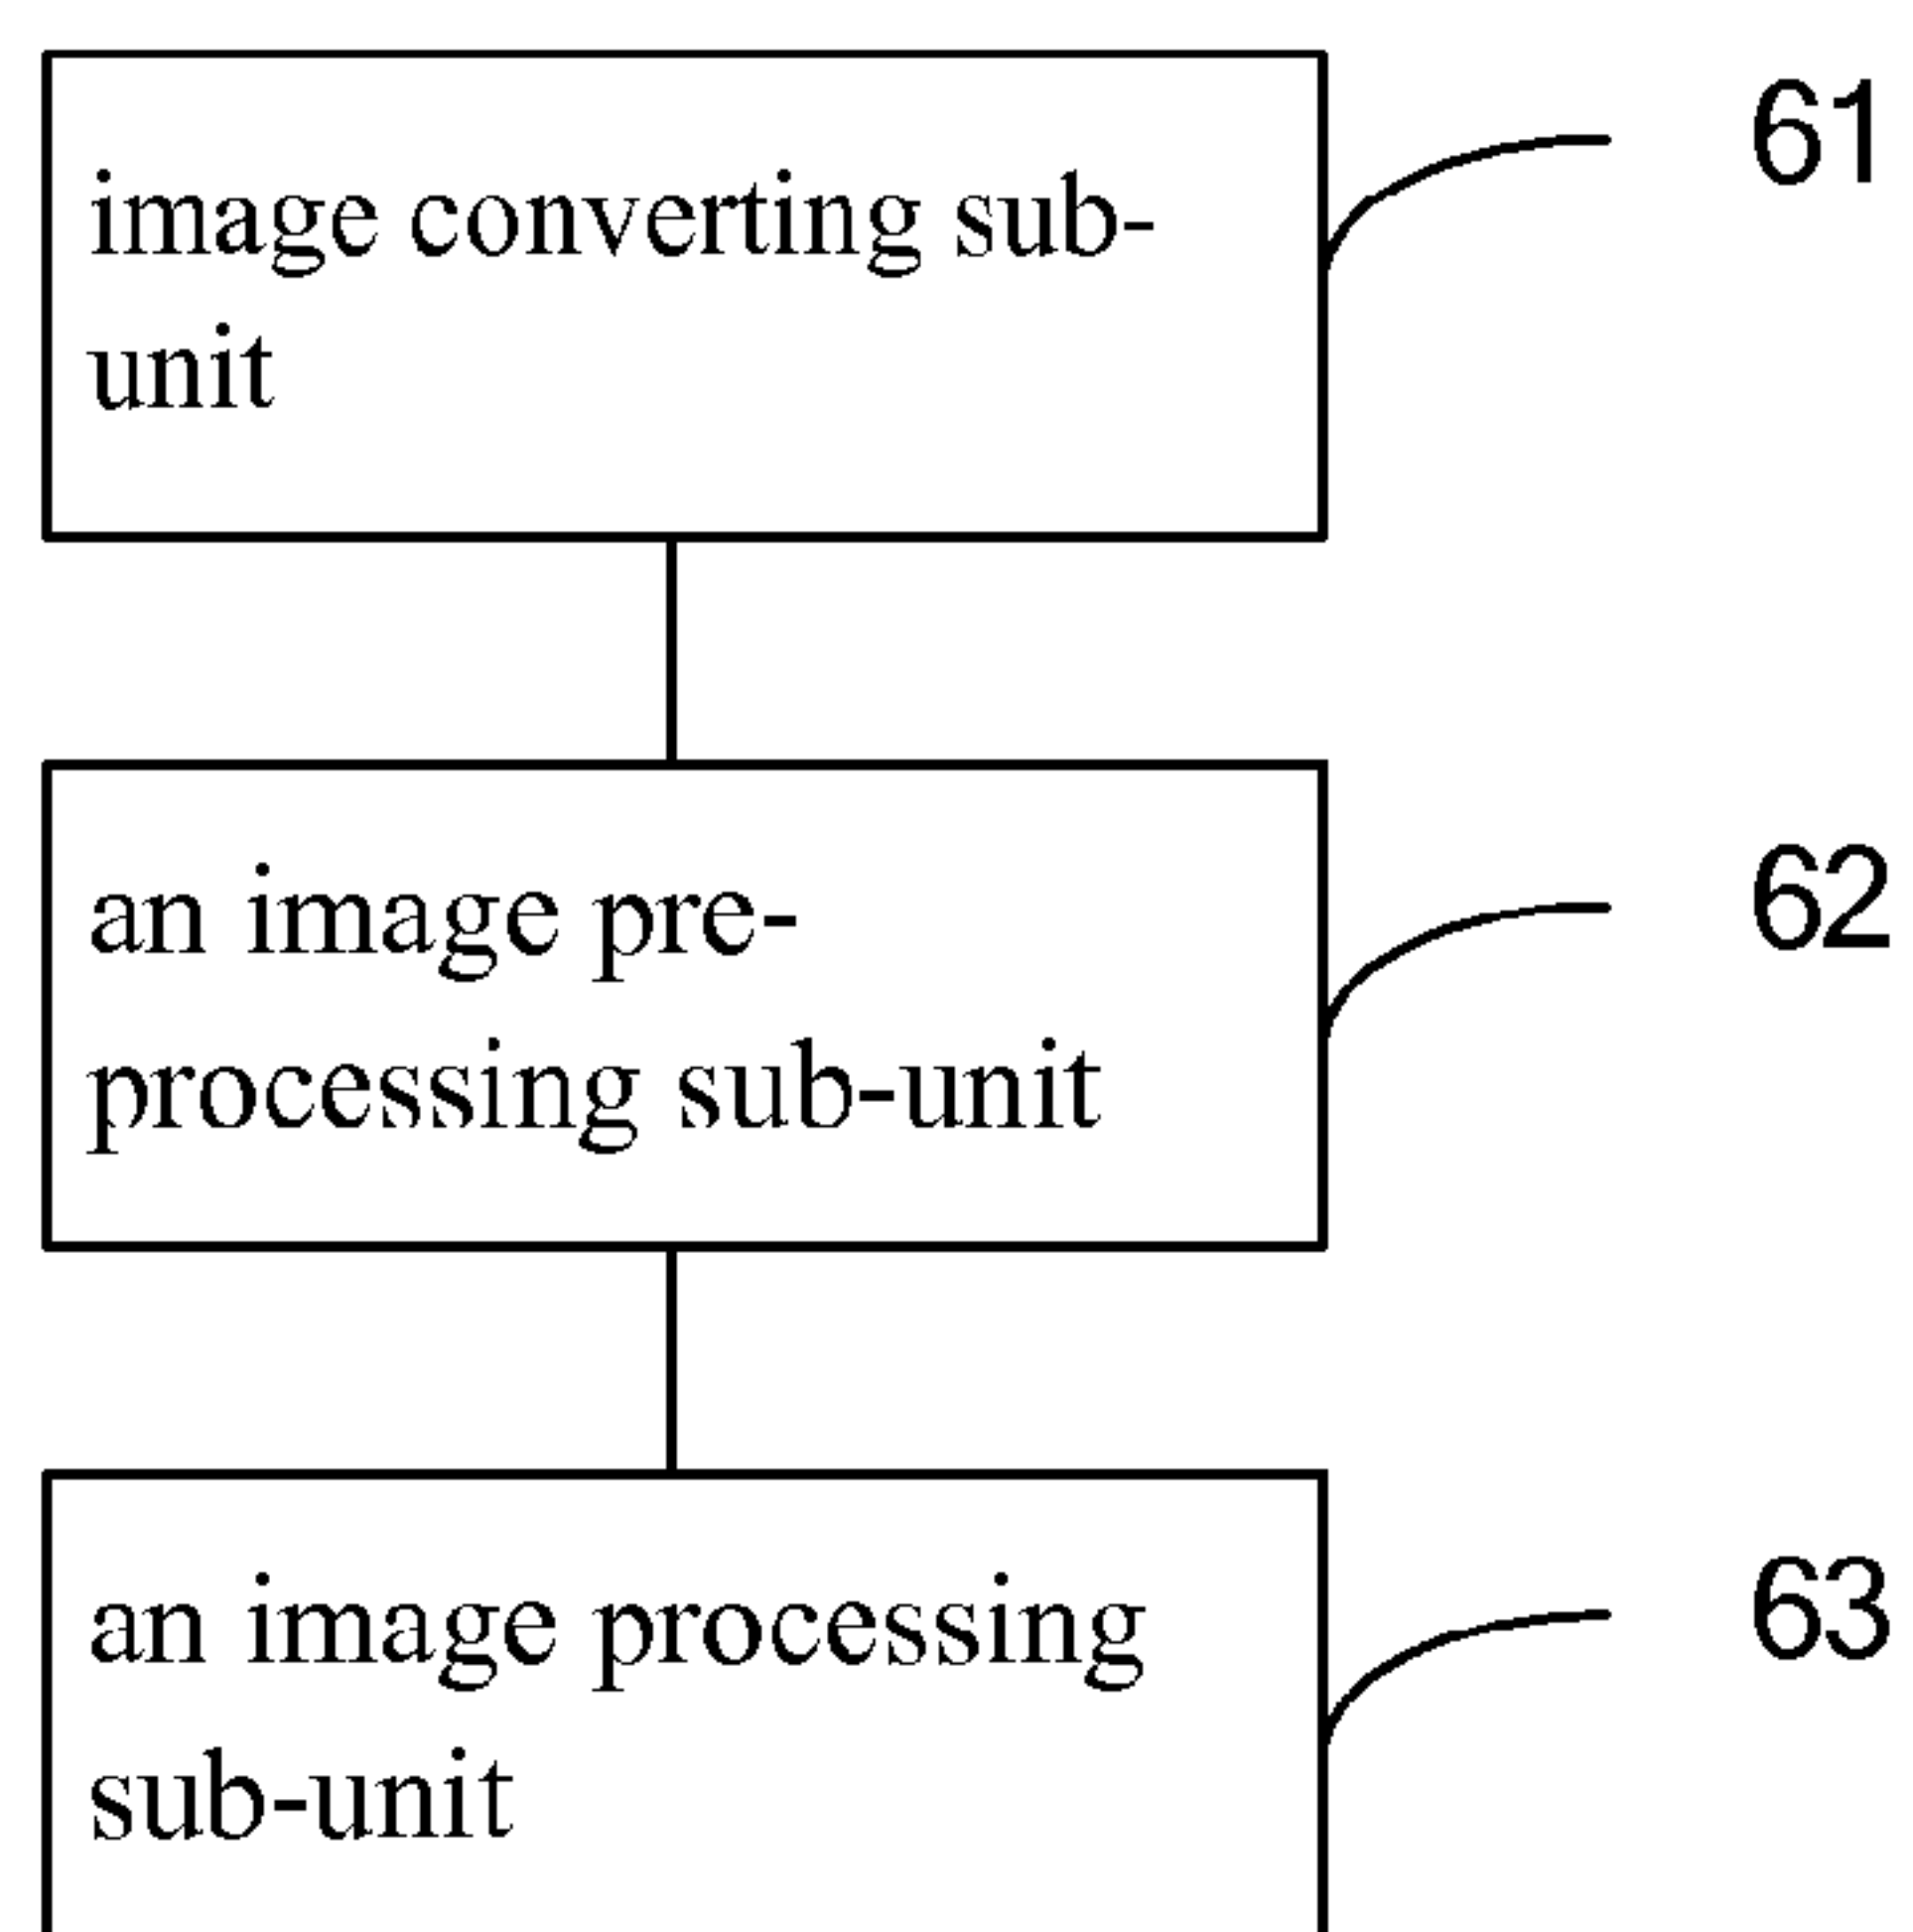 image converting sub-
unit
61
an image pre-
processing sub-unit
62
an image processing
sub-unit
63